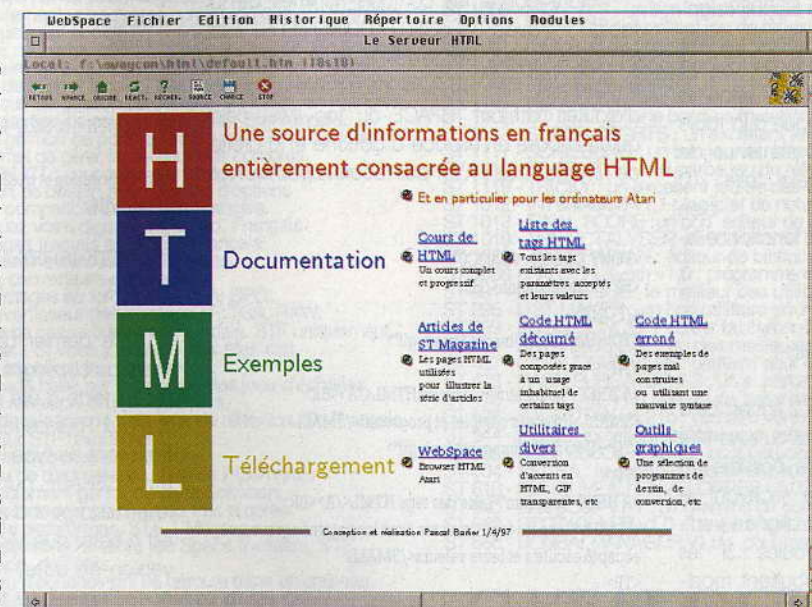 WebSpace Fichier Edition Historique Répertoire Options Modules
Le Serveur HTML
Local: f:\ \html\default.htm (18s18)
RETOUR AVANCE ORIGINE REACT. RECHER. SOURCE CHARGE STOP
H
T
M
L
Une source d'informations en français
entièrement consacrée au language HTML
Et en particulier pour les ordinateurs Atari
Documentation
Cours de
HTML
Un cours complet
et progressif
Liste des
tags HTML
Tous les tags
existants avec les
paramètres acceptés
et leurs valeurs
Exemples
Articles de
ST Magazine
Les pages HTML
utilisées
pour illustrer la
série d'articles
Code HTML
détourné
Des pages
composées grace
à un usage
inhabituel de
certains tags
Code HTML
erroné
Des exemples de
pages mal
construites
ou utilisant une
mauvaise syntaxe
Téléchargement
WebSpace
Browser HTML
Atari
Utilitaires
divers
Conversion
d'accents en
HTML, GIF
transparentes, etc
Outils
graphiques
Une sélection de
programmes de
dessin, de
conversion, etc
Conception et réalisation Pascal Barlier 1/4/97